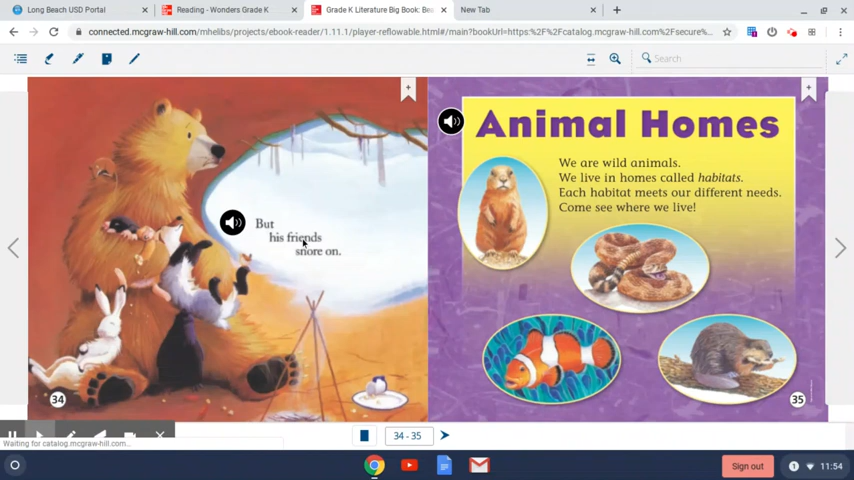 Long Beach USD Portal
Reading - Wonders Grade K
Grade K Literature Big Book: Be
New Tab
connected.mcgraw-hill.com/mhelibs/projects/ebook-reader/1.11.1/player-reflowable.html#/main?bookUrl=https:%2F%2Fcatalog.mcgraw-hill.com%2Fsecure%...
Search
But
his friends
snore on.
34
Animal Homes
We are wild animals.
We live in homes called habitats.
Each habitat meets our different needs.
Come see where we live!
35
Waiting for catalog.mcgraw-hill.com...
34 - 35
Sign out
1
11:54